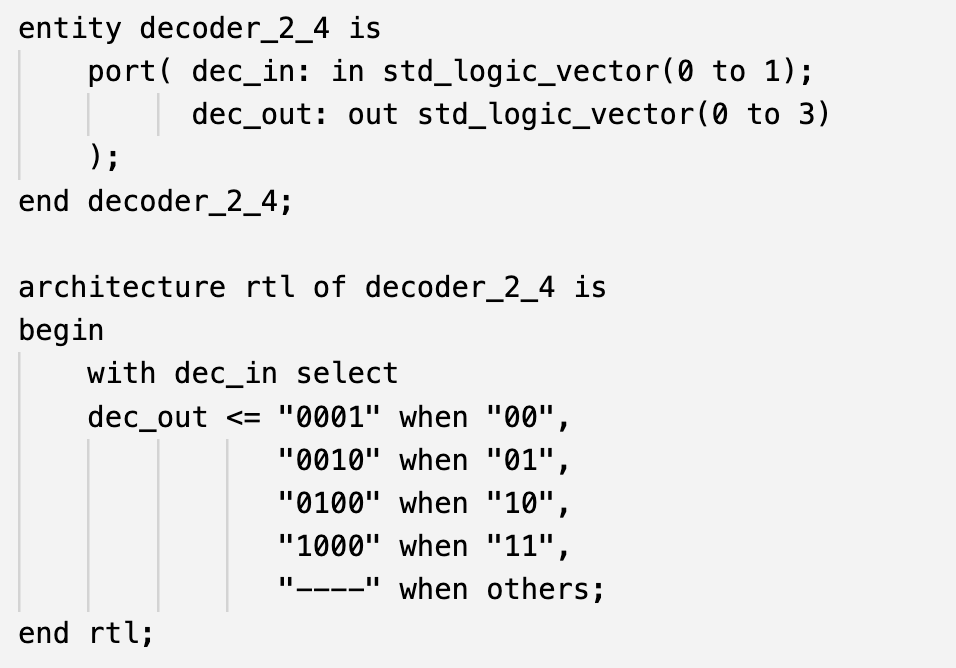 entity decoder_2_4 is
    port( dec_in: in std_logic_vector(0 to 1);
          dec_out: out std_logic_vector(0 to 3)
    );
end decoder_2_4;

architecture rtl of decoder_2_4 is
begin
    with dec_in select
    dec_out <= "0001" when "00",
               "0010" when "01",
               "0100" when "10",
               "1000" when "11",
               "----" when others;
end rtl;